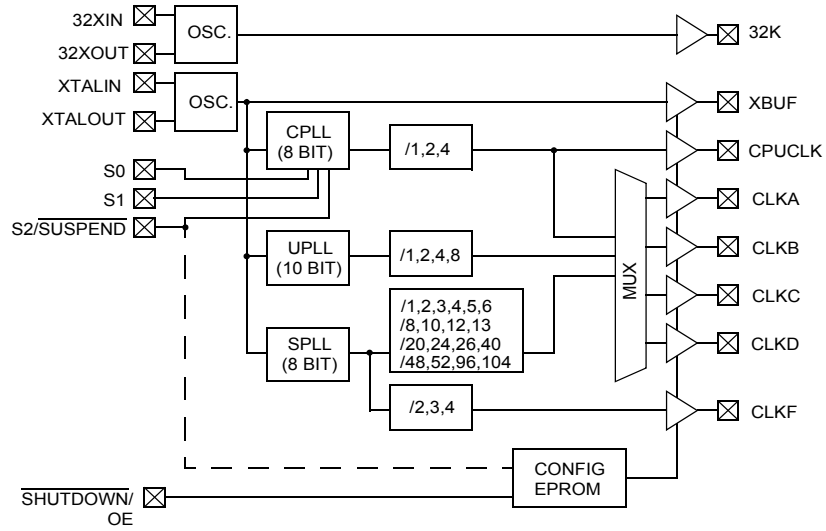 32XIN
OSC.
32K
32XOUT
XTALIN
OSC.
XBUF
XTALOUT
CPLL
(8 BIT)
/1,2,4
CPUCLK
S0
S1
CLKA
S2/SUSPEND
UPLL
(10 BIT)
/1,2,4,8
MUX
CLKB
CLKC
SPLL
(8 BIT)
/1,2,3,4,5,6
/8,10,12,13
/20,24,26,40
/48,52,96,104
CLKD
/2,3,4
CLKF
CONFIG
EPROM
SHUTDOWN/
OE